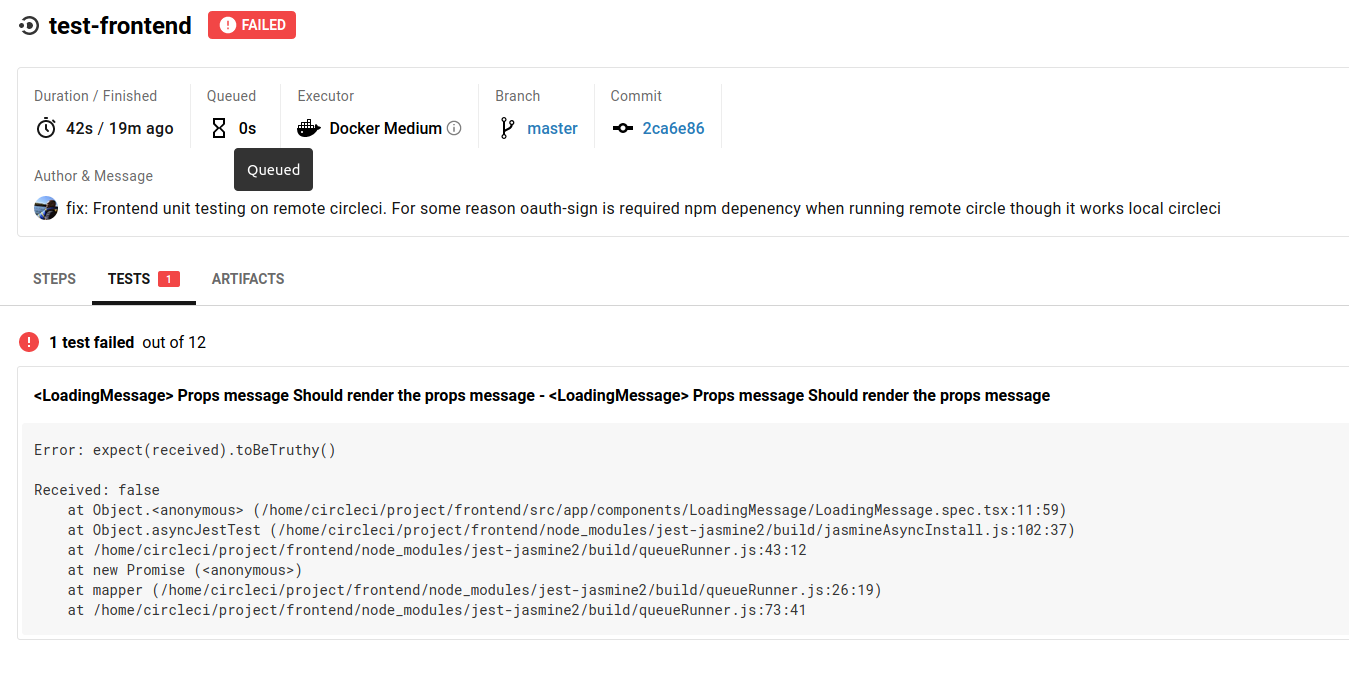 test-frontend FAILED
Duration / Finished Queued Executor Branch Commit
42s / 19m ago 0s Docker Medium master 2ca6e86
Queued
Author & Message
fix: Frontend unit testing on remote circleci. For some reason oauth-sign is required npm depenency when running remote circle though it works local circleci
STEPS TESTS 1 ARTIFACTS
1 test failed out of 12
<LoadingMessage> Props message Should render the props message - <LoadingMessage> Props message Should render the props message
Error: expect(received).toBeTruthy()
Received: false
at Object.<anonymous> (/home/circleci/project/frontend/src/app/components/LoadingMessage/LoadingMessage.spec.tsx:11:59)
at Object.asyncJestTest (/home/circleci/project/frontend/node_modules/jest-jasmine2/build/jasmineAsyncInstall.js:102:37)
at /home/circleci/project/frontend/node_modules/jest-jasmine2/build/queueRunner.js:43:12
at new Promise (<anonymous>)
at mapper (/home/circleci/project/frontend/node_modules/jest-jasmine2/build/queueRunner.js:26:19)
at /home/circleci/project/frontend/node_modules/jest-jasmine2/build/queueRunner.js:73:41